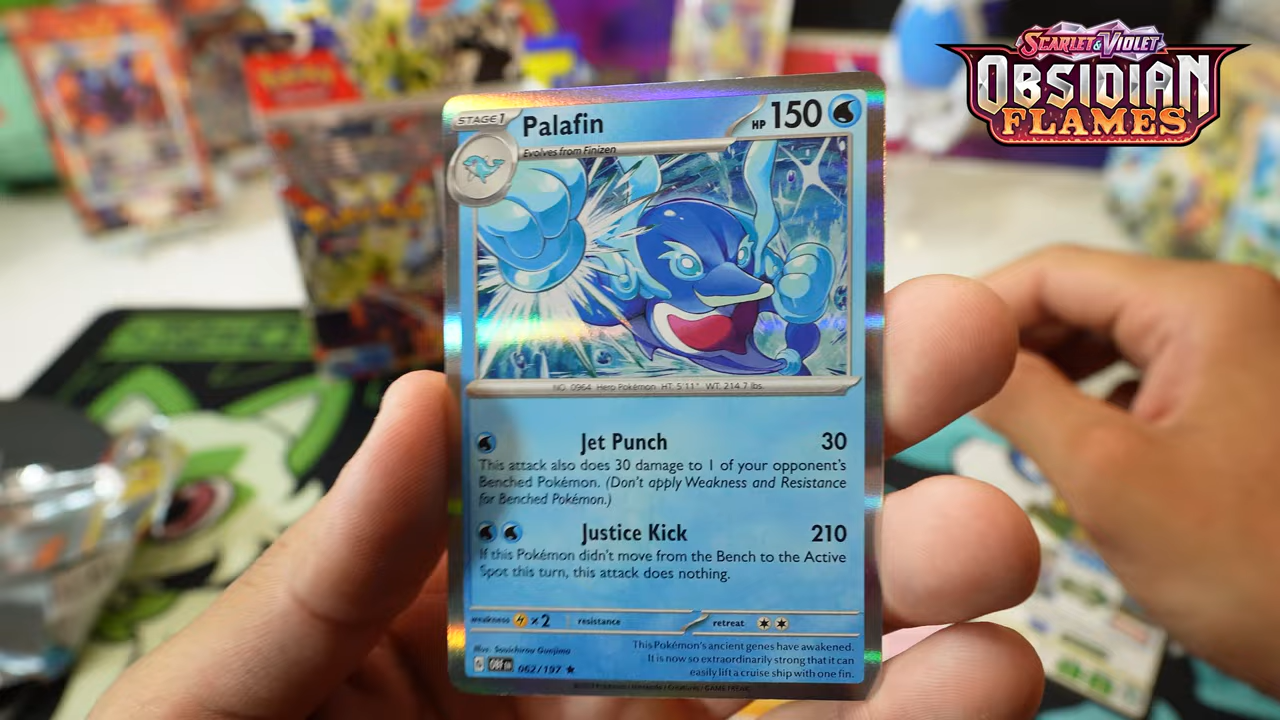 SCARLET & VIOLET
OBSIDIAN
FLAMES
STAGE 1
Palafin
HP 150
Evolves from Finizen
NO. 0964 Hero Pokémon HT: 5'11" WT: 214.7 lbs.
Jet Punch 30
This attack also does 30 damage to 1 of your opponent's
Benched Pokémon. (Don't apply Weakness and Resistance
for Benched Pokémon.)
Justice Kick 210
If this Pokémon didn't move from the Bench to the Active
Spot this turn, this attack does nothing.
weakness ×2 resistance retreat
Illus. Souichirou Gunjima
OBF EN 062/197
This Pokémon's ancient genes have awakened.
It is now so extraordinarily strong that it can
easily lift a cruise ship with one fin.